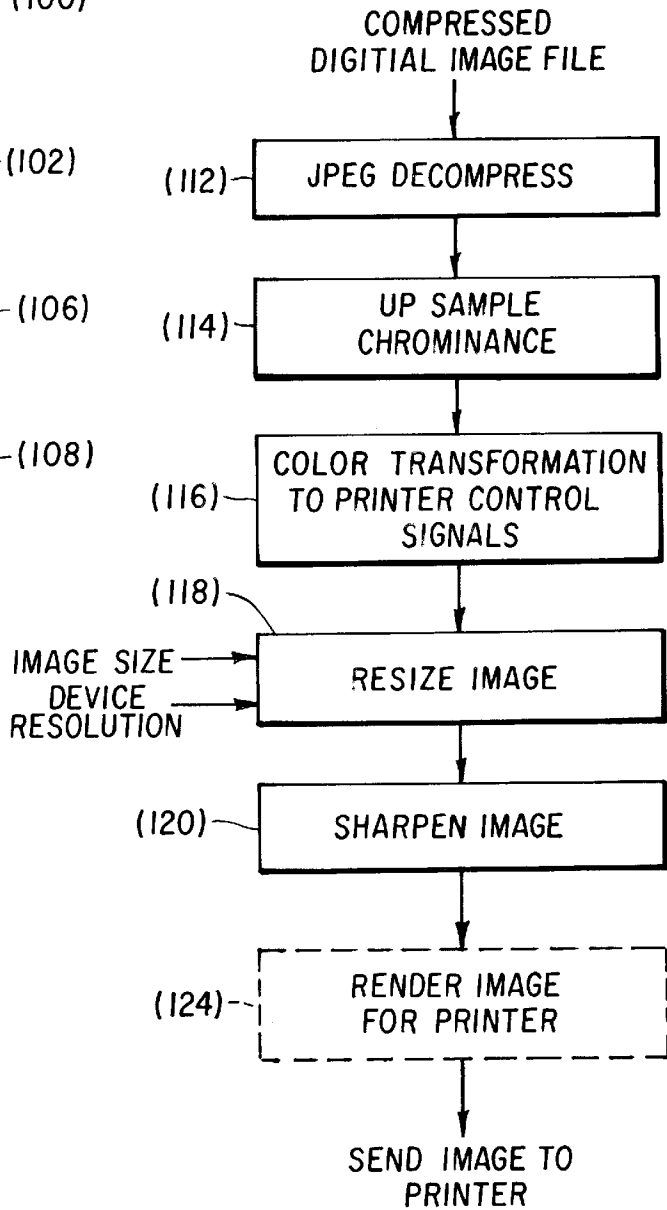 (100)
COMPRESSED
DIGITIAL IMAGE FILE
(102)
(112)
JPEG DECOMPRESS
(106)
(114)
UP SAMPLE
CHROMINANCE
(108)
COLOR TRANSFORMATION
(116)
TO PRINTER CONTROL
SIGNALS
(118)
IMAGE SIZE
DEVICE
RESOLUTION
RESIZE IMAGE
(120)
SHARPEN IMAGE
(124)
RENDER IMAGE
FOR PRINTER
SEND IMAGE TO
PRINTER